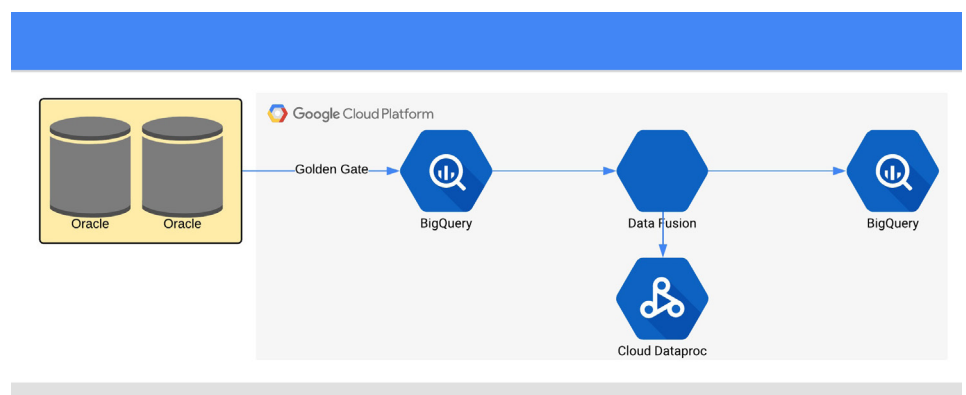 Google Cloud Platform
Golden Gate
Oracle
Oracle
BigQuery
Data Fusion
BigQuery
Cloud Dataproc